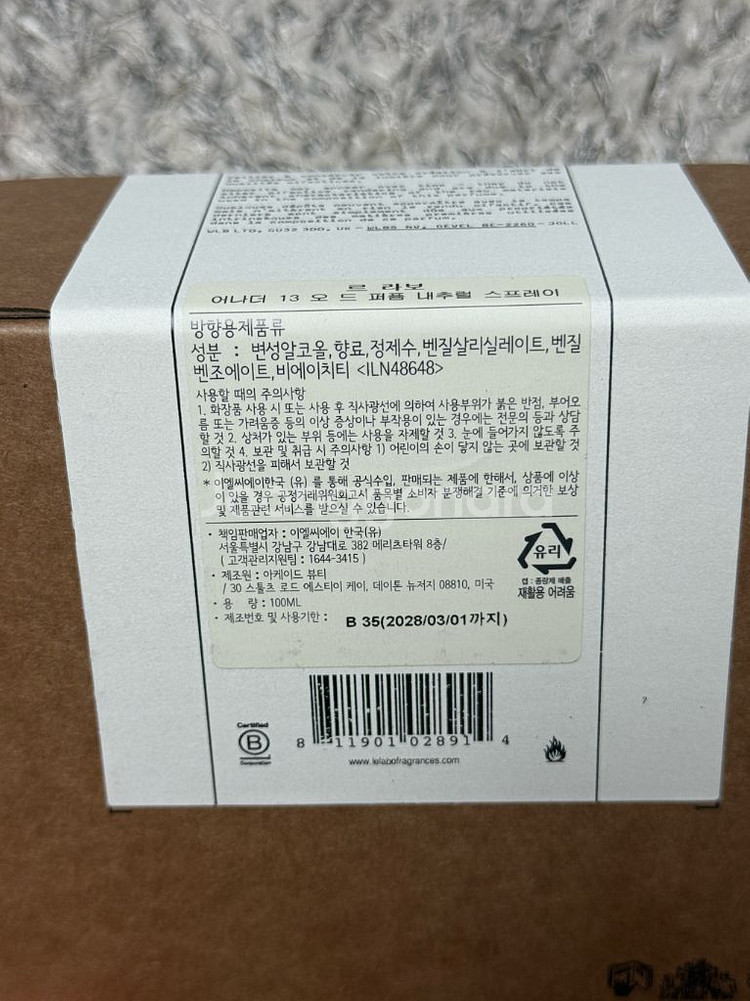 WLB LTD, GU32 3QG, UK – WLBS NV, DEVEL BE-2260 - JOLL
르 라보
어나더 13 오 드 퍼퓸 내추럴 스프레이
방향용제품류
성분 : 변성알코올,향료,정제수,벤질살리실레이트,벤질
벤조에이트,비에이치티 <ILN48648>
사용할 때의 주의사항
1. 화장품 사용 시 또는 사용 후 직사광선에 의하여 사용부위가 붉은 반점, 부어오
름 또는 가려움증 등의 이상 증상이나 부작용이 있는 경우에는 전문의 등과 상담
할 것 2. 상처가 있는 부위 등에는 사용을 자제할 것 3. 눈에 들어가지 않도록 주
의할 것 4. 보관 및 취급 시 주의사항 1) 어린이의 손이 닿지 않는 곳에 보관할 것
2) 직사광선을 피해서 보관할 것
* 이엘씨에이한국 (유) 를 통해 공식수입, 판매되는 제품에 한해서, 상품에 이상
이 있을 경우 공정거래위원회고시 품목별 소비자 분쟁해결 기준에 의거한 보상
및 제품관련 서비스를 받으실 수 있습니다.
· 책임판매업자 : 이엘씨에이 한국(유)
서울특별시 강남구 강남대로 382 메리츠타워 8층/
( 고객관리지원팀 : 1644-3415 )
· 제조원 : 아케이드 뷰티
/ 30 스툴츠 로드 에스티이 케이, 데이톤 뉴저지 08810, 미국
· 용 량 : 100ML
· 제조번호 및 사용기한 : B 35(2028/03/01까지)
유리
캡 : 종량제 배출
재활용 어려움
Certified
B
Corporation
8 11901 02891 4
www.lelabofragrances.com